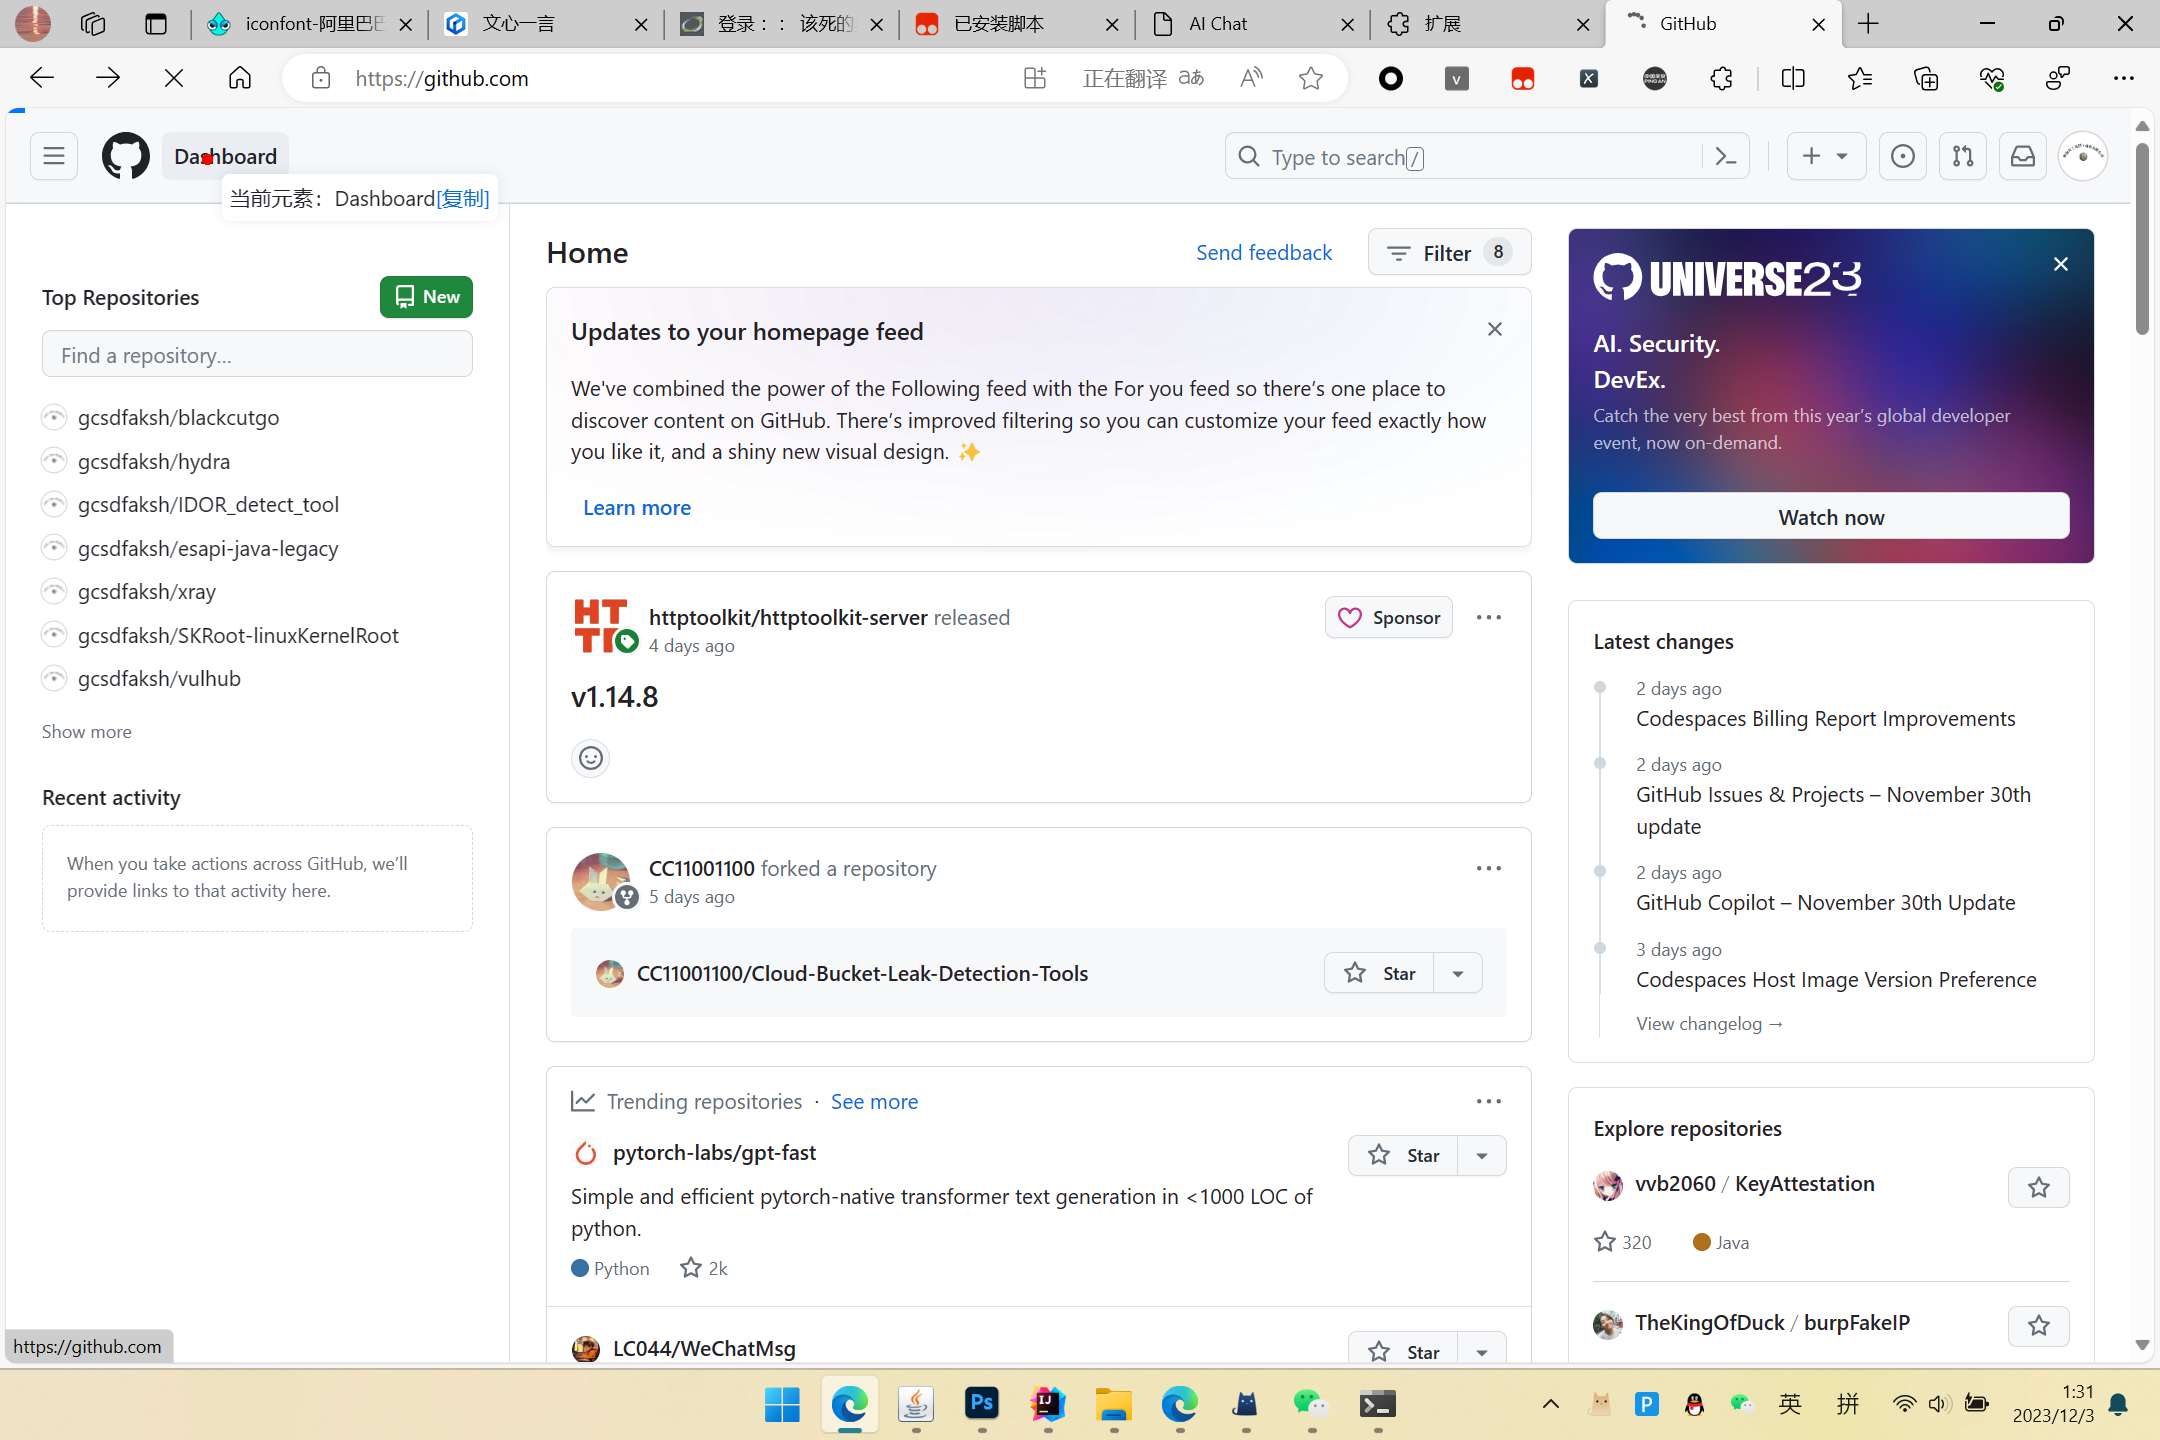 iconfont-阿里巴巴
文心一言
登录：： 该死的
已安装脚本
AI Chat
扩展
GitHub
https://github.com
正在翻译
Dashboard
Type to search /
当前元素：Dashboard[复制]
Top Repositories
New
Find a repository...
gcsdfaksh/blackcutgo
gcsdfaksh/hydra
gcsdfaksh/IDOR_detect_tool
gcsdfaksh/esapi-java-legacy
gcsdfaksh/xray
gcsdfaksh/SKRoot-linuxKernelRoot
gcsdfaksh/vulhub
Show more
Recent activity
When you take actions across GitHub, we’ll
provide links to that activity here.
Home
Send feedback
Filter 8
Updates to your homepage feed
We've combined the power of the Following feed with the For you feed so there’s one place to
discover content on GitHub. There’s improved filtering so you can customize your feed exactly how
you like it, and a shiny new visual design. ✨
Learn more
httptoolkit/httptoolkit-server released
4 days ago
Sponsor
v1.14.8
CC11001100 forked a repository
5 days ago
CC11001100/Cloud-Bucket-Leak-Detection-Tools
Star
Trending repositories · See more
pytorch-labs/gpt-fast
Star
Simple and efficient pytorch-native transformer text generation in <1000 LOC of
python.
Python 2k
LC044/WeChatMsg
Star
UNIVERSE23
AI. Security.
DevEx.
Catch the very best from this year’s global developer
event, now on-demand.
Watch now
Latest changes
2 days ago
Codespaces Billing Report Improvements
2 days ago
GitHub Issues & Projects – November 30th
update
2 days ago
GitHub Copilot – November 30th Update
3 days ago
Codespaces Host Image Version Preference
View changelog →
Explore repositories
vvb2060 / KeyAttestation
320 Java
TheKingOfDuck / burpFakeIP
https://github.com
英
拼
1:31
2023/12/3